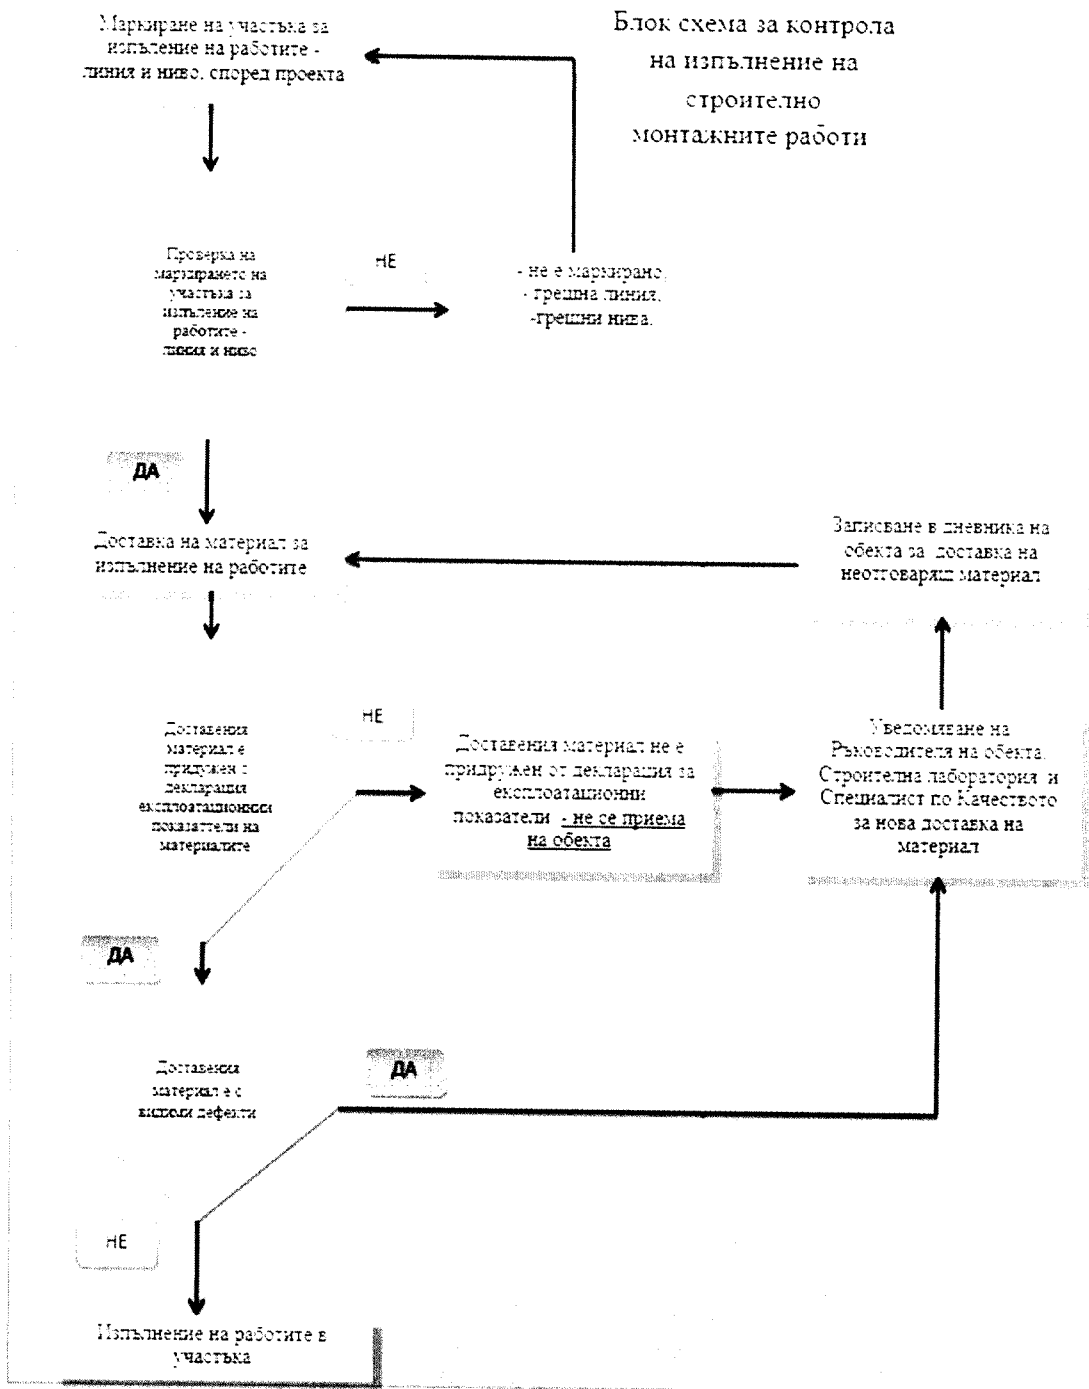 Блок схема за контрола
на изпълнение на
строително
монтажните работи
Маркиране на участъка за
изпъление на работите -
линия и ниво, според проекта
Проверка на
маркирането на
участъка за
изпъление на
работите -
линия и ниво
НЕ
- не е маркирано,
- грешна линия,
-грешни нива.
ДА
Доставка на материал за
изпълнение на работите
Записване в дневника на
обекта за доставка на
неотговарящ материал
Доставения
материал е
придужен с
декларация
експлоатационнии
показаттели на
материалите
НЕ
Доставения материал не е
придружен от декларация за
експлоатационни
показатели - не се приема
на обекта
Уведомяване на
Ръководителя на обекта.
Строителна лаборатория и
Специалист по Качеството
за нова доставка на
материал
ДА
Доставения
материал е с
видими дефекти
ДА
НЕ
Изпълнение на работите в
участъка